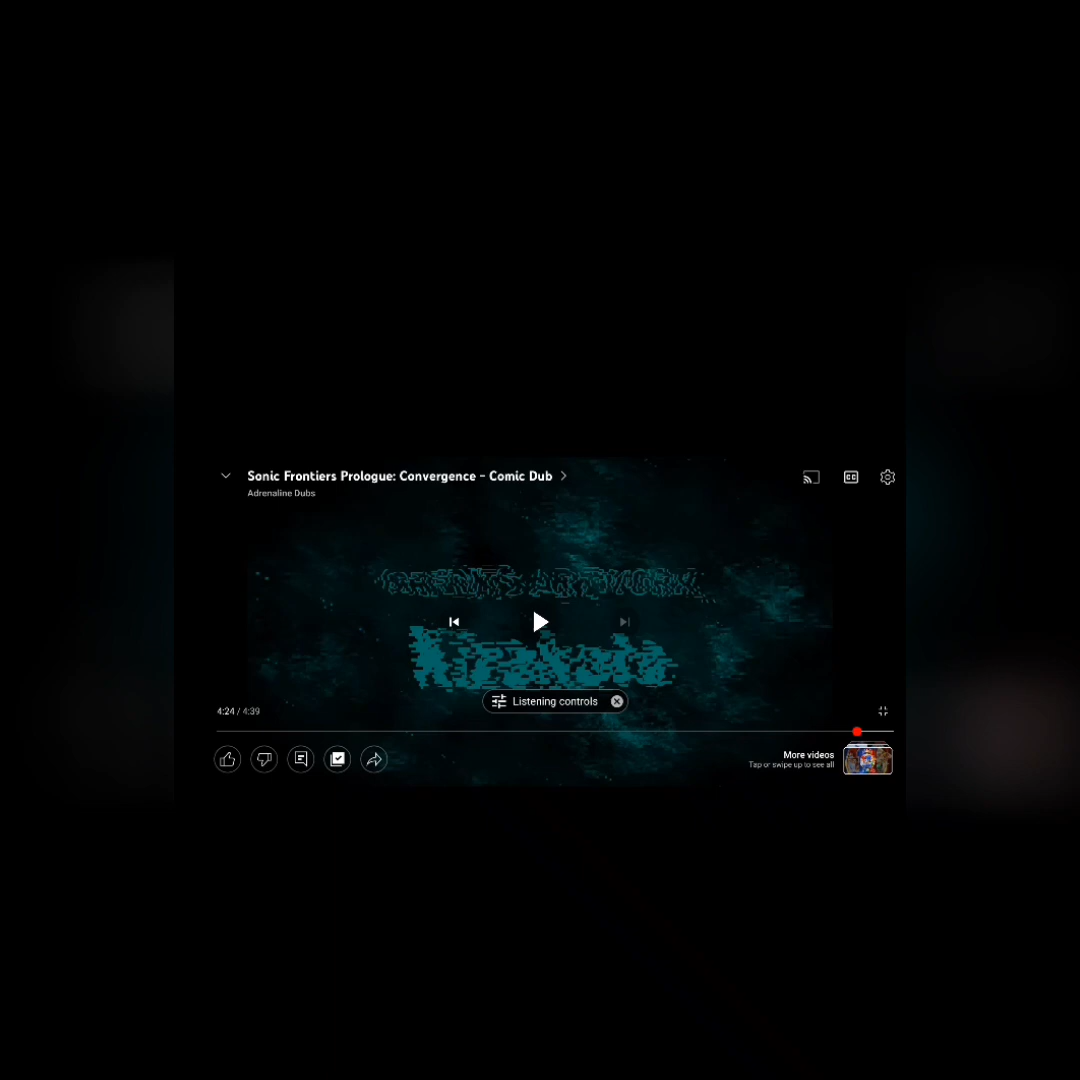 Sonic Frontiers Prologue: Convergence – Comic Dub
Adrenaline Dubs
CC
Listening controls
4:24 / 4:39
More videos
Tap or swipe up to see all